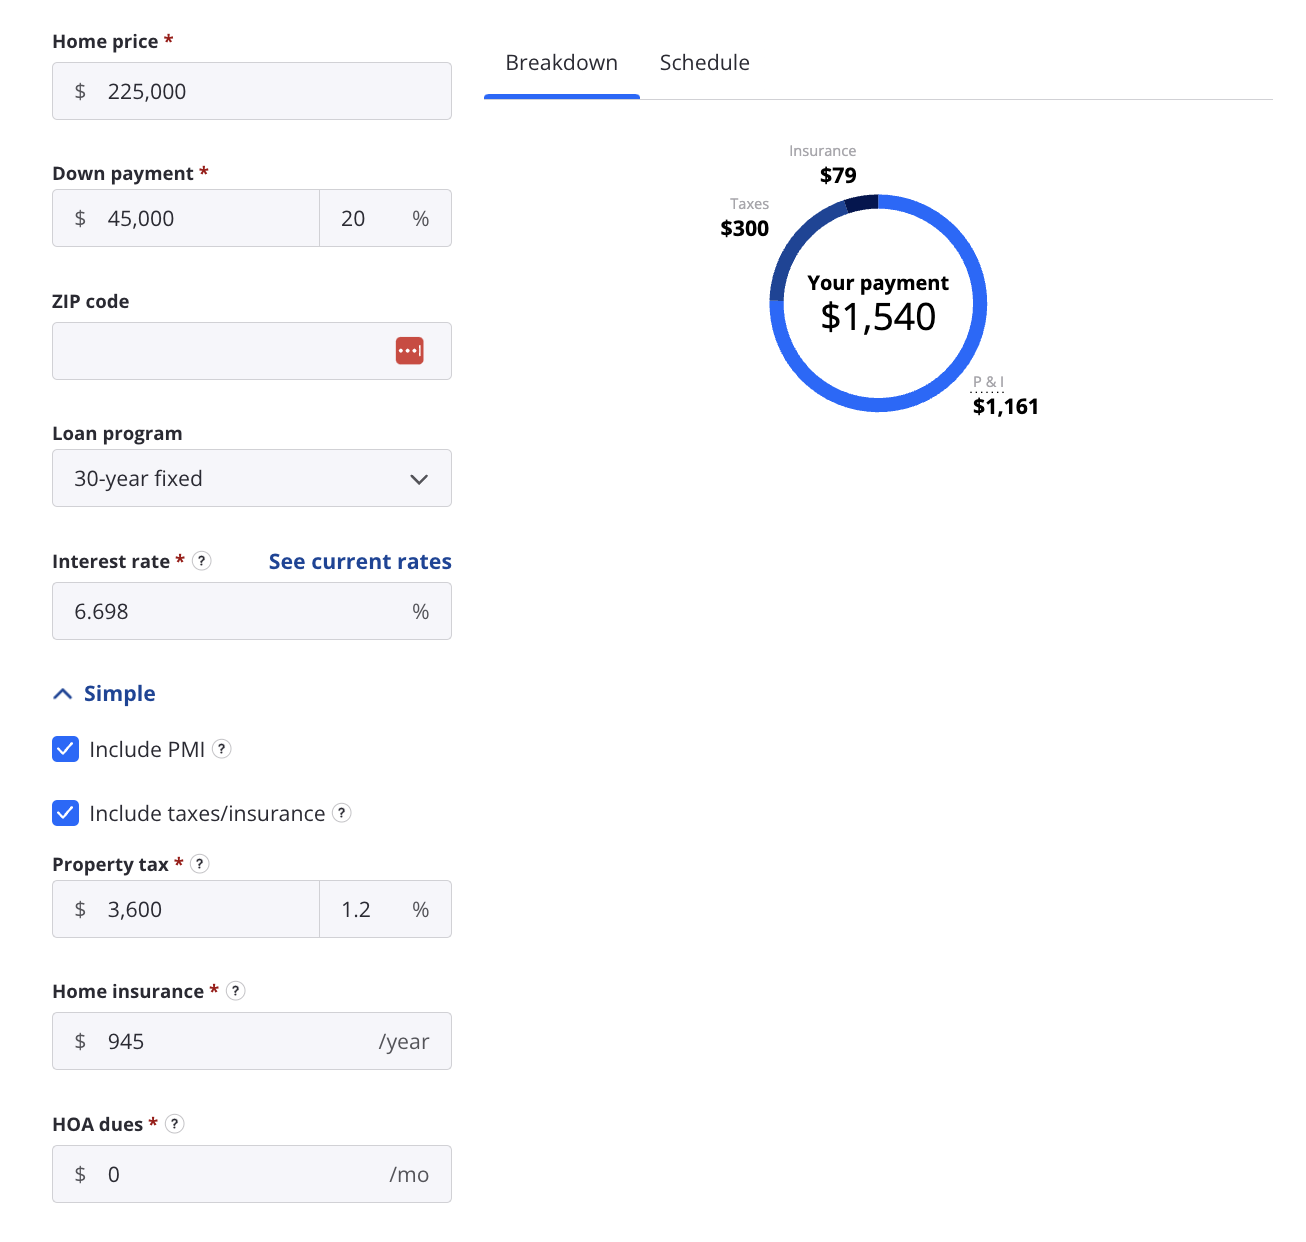 Home price *
$ 225,000
Down payment *
$ 45,000 20 %
ZIP code
Loan program
30-year fixed
Interest rate * ? See current rates
6.698 %
Simple
Include PMI ?
Include taxes/insurance ?
Property tax * ?
$ 3,600 1.2 %
Home insurance * ?
$ 945 /year
HOA dues * ?
$ 0 /mo
Breakdown Schedule
Insurance
$79
Taxes
$300
Your payment
$1,540
P & I
$1,161